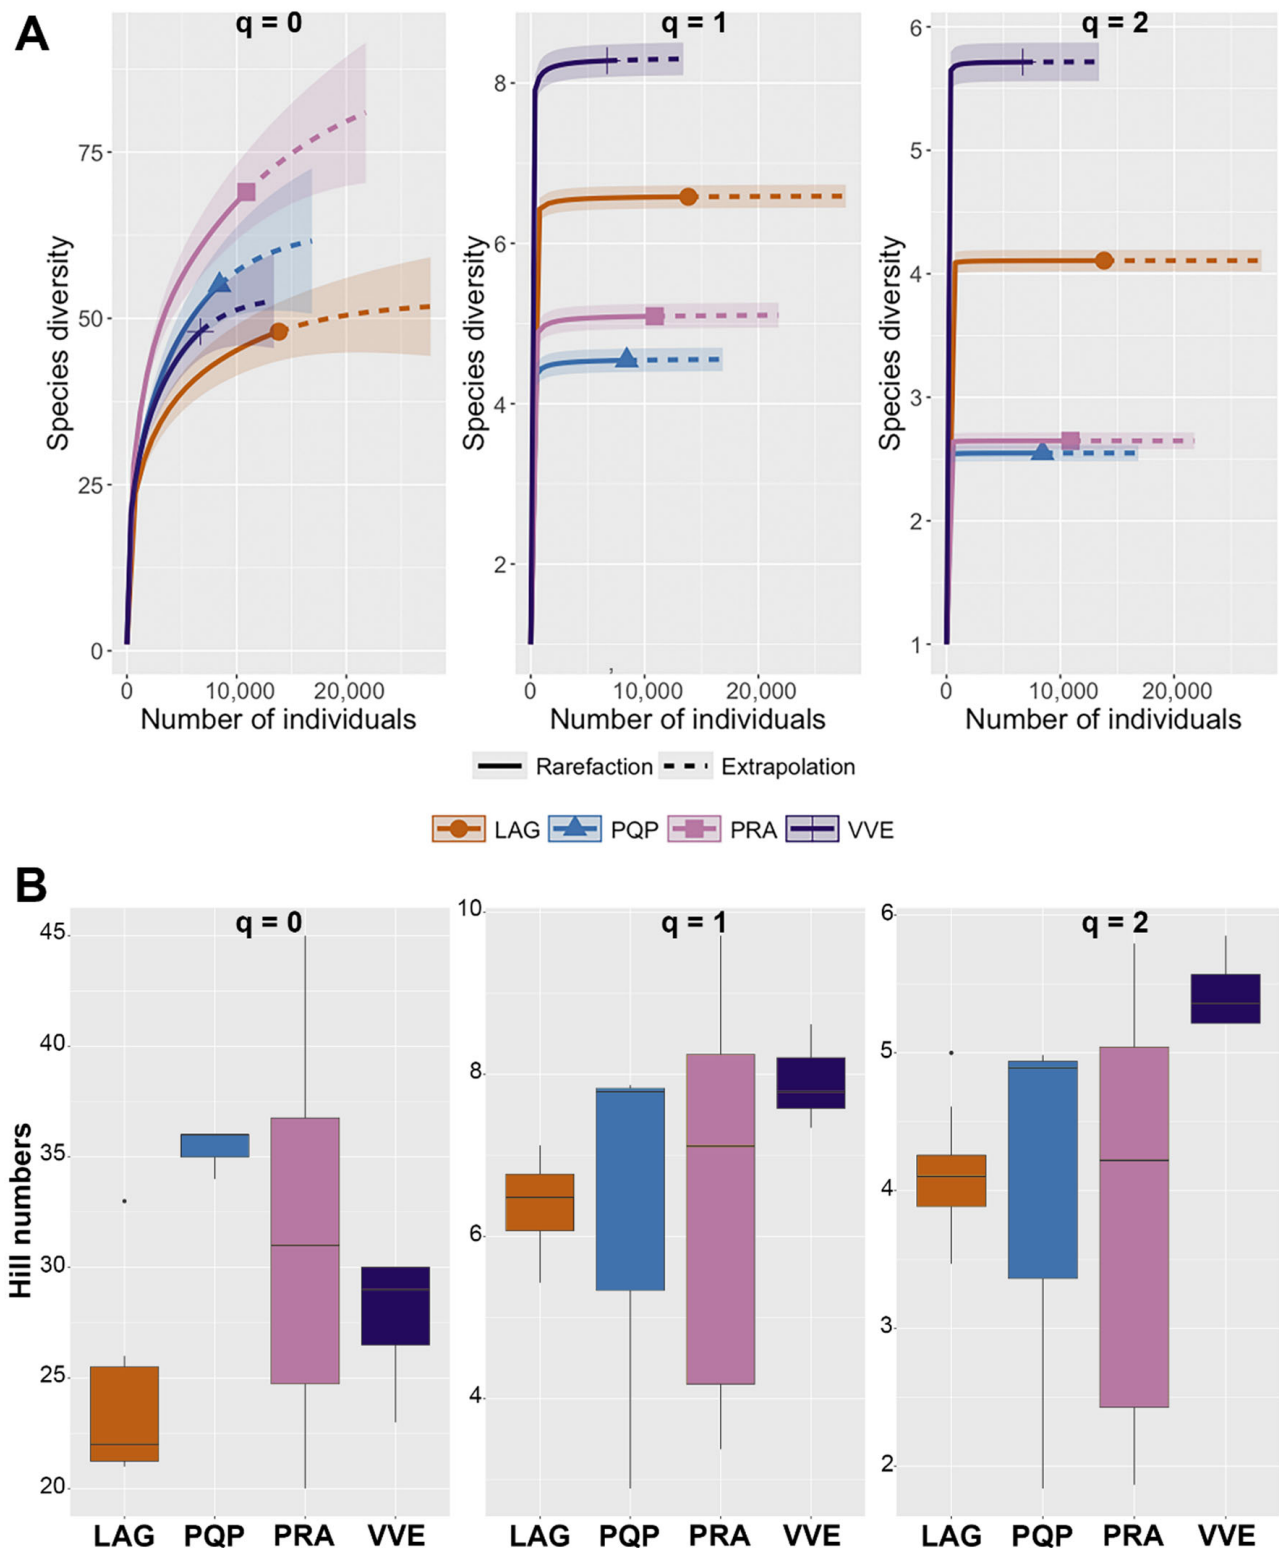 A
q = 0
q = 1
q = 2
Species diversity
75
50
25
0
0
10,000
20,000
Number of individuals
Species diversity
8
6
4
2
0
10,000
20,000
Number of individuals
,
Species diversity
6
5
4
3
2
1
0
10,000
20,000
Number of individuals
Rarefaction
Extrapolation
LAG
PQP
PRA
VVE
B
q = 0
q = 1
q = 2
Hill numbers
45
40
35
30
25
20
LAG
PQP
PRA
VVE
10
8
6
4
LAG
PQP
PRA
VVE
6
5
4
3
2
LAG
PQP
PRA
VVE